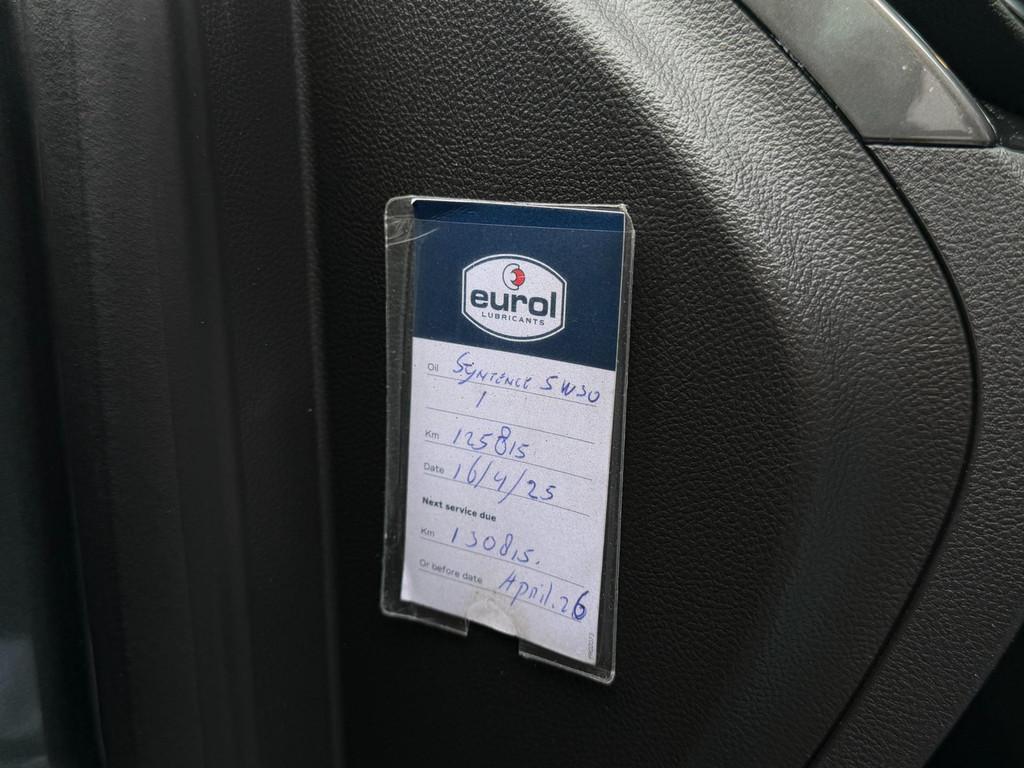 eurol
LUBRICANTS
Oil SYNTENCE 5W30
1
Km 125815
Date 16/4/25
Next service due
Km 130815.
Or before date April.26